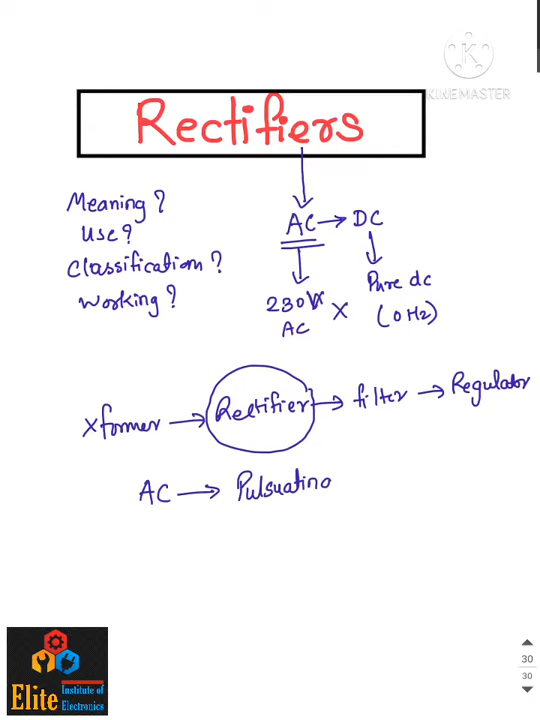 KINEMASTER
Rectifiers
Meaning ?
Use ?
Classification ?
Working ?
AC → DC
230V X
AC
Pure dc
(0 Hz)
Xformer → Rectifier → filter → Regulator
AC → Pulsuatino
Elite Institute of
Electronics
30
30